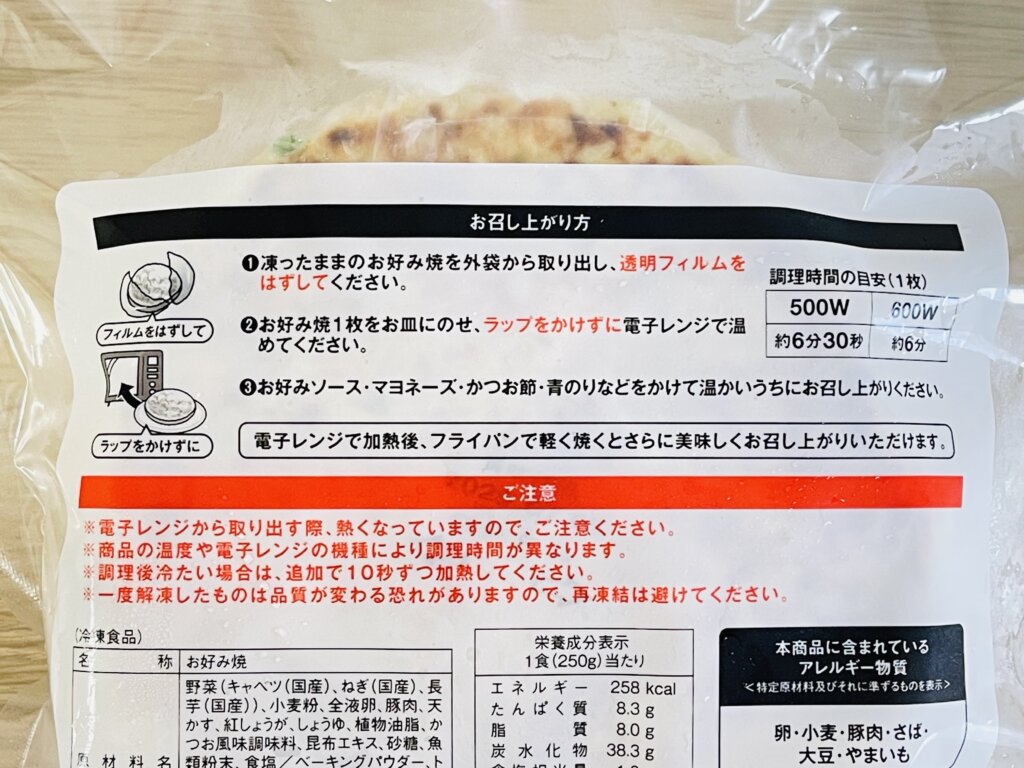 お召し上がり方
❶凍ったままのお好み焼を外袋から取り出し、透明フィルムを
はずしてください。
フィルムをはずして
❷お好み焼1枚をお皿にのせ、ラップをかけずに電子レンジで温
めてください。
調理時間の目安(1枚)
500W 600W
約6分30秒 約6分
❸お好みソース・マヨネーズ・かつお節・青のりなどをかけて温かいうちにお召し上がりください。
ラップをかけずに
電子レンジで加熱後、フライパンで軽く焼くとさらに美味しくお召し上がりいただけます。
ご注意
※電子レンジから取り出す際、熱くなっていますので、ご注意ください。
※商品の温度や電子レンジの機種により調理時間が異なります。
※調理後冷たい場合は、追加で10秒ずつ加熱してください。
※一度解凍したものは品質が変わる恐れがありますので、再凍結は避けてください。
(冷凍食品)
名称 お好み焼
原材料名
野菜(キャベツ(国産)、ねぎ(国産)、長
芋(国産))、小麦粉、全液卵、豚肉、天
かす、紅しょうが、しょうゆ、植物油脂、か
つお風味調味料、昆布エキス、砂糖、魚
類粉末、食塩/ベーキングパウダー、ト
栄養成分表示
1食(250g)当たり
エネルギー 258 kcal
たんぱく質 8.3 g
脂質 8.0 g
炭水化物 38.3 g
本商品に含まれている
アレルギー物質
<特定原材料及びそれに準ずるものを表示>
卵・小麦・豚肉・さば・
大豆・やまいも